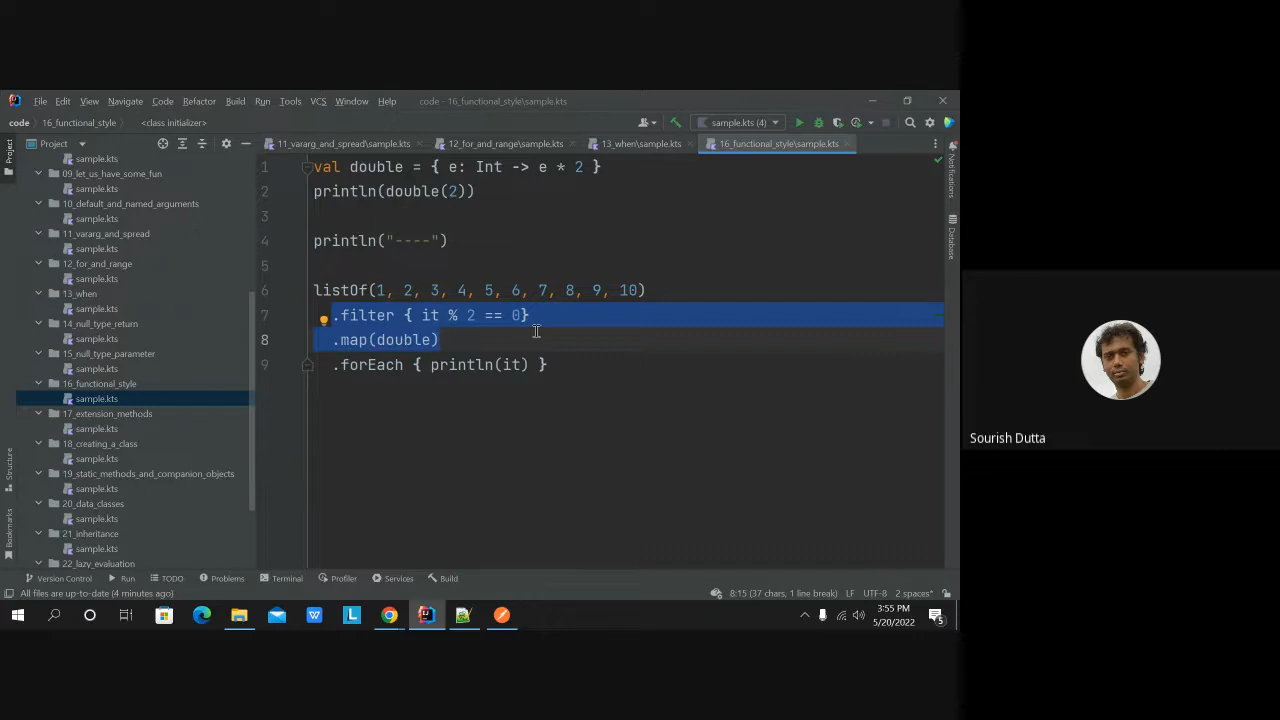 File Edit View Navigate Code Refactor Build Run Tools VCS Window Help code - 16_functional_style\sample.kts
code 16_functional_style <class initializer> sample.kts (4)
Project 11_vararg_and_spread\sample.kts 12_for_and_range\sample.kts 13_when\sample.kts 16_functional_style\sample.kts
Project
Structure
Bookmarks
Notifications
Database
sample.kts
09_let_us_have_some_fun
sample.kts
10_default_and_named_arguments
sample.kts
11_vararg_and_spread
sample.kts
12_for_and_range
sample.kts
13_when
sample.kts
14_null_type_return
sample.kts
15_null_type_parameter
sample.kts
16_functional_style
sample.kts
17_extension_methods
sample.kts
18_creating_a_class
sample.kts
19_static_methods_and_companion_objects
sample.kts
20_data_classes
sample.kts
21_inheritance
sample.kts
22_lazy_evaluation
1 val double = { e: Int -> e * 2 }
2 println(double(2))
3
4 println("----")
5
6 listOf(1, 2, 3, 4, 5, 6, 7, 8, 9, 10)
7 .filter { it % 2 == 0}
8 .map(double)
9 .forEach { println(it) }
Sourish Dutta
Version Control Run TODO Problems Terminal Profiler Services Build
All files are up-to-date (4 minutes ago) 8:15 (37 chars, 1 line break) LF UTF-8 2 spaces*
W L 3:55 PM
5/20/2022 5